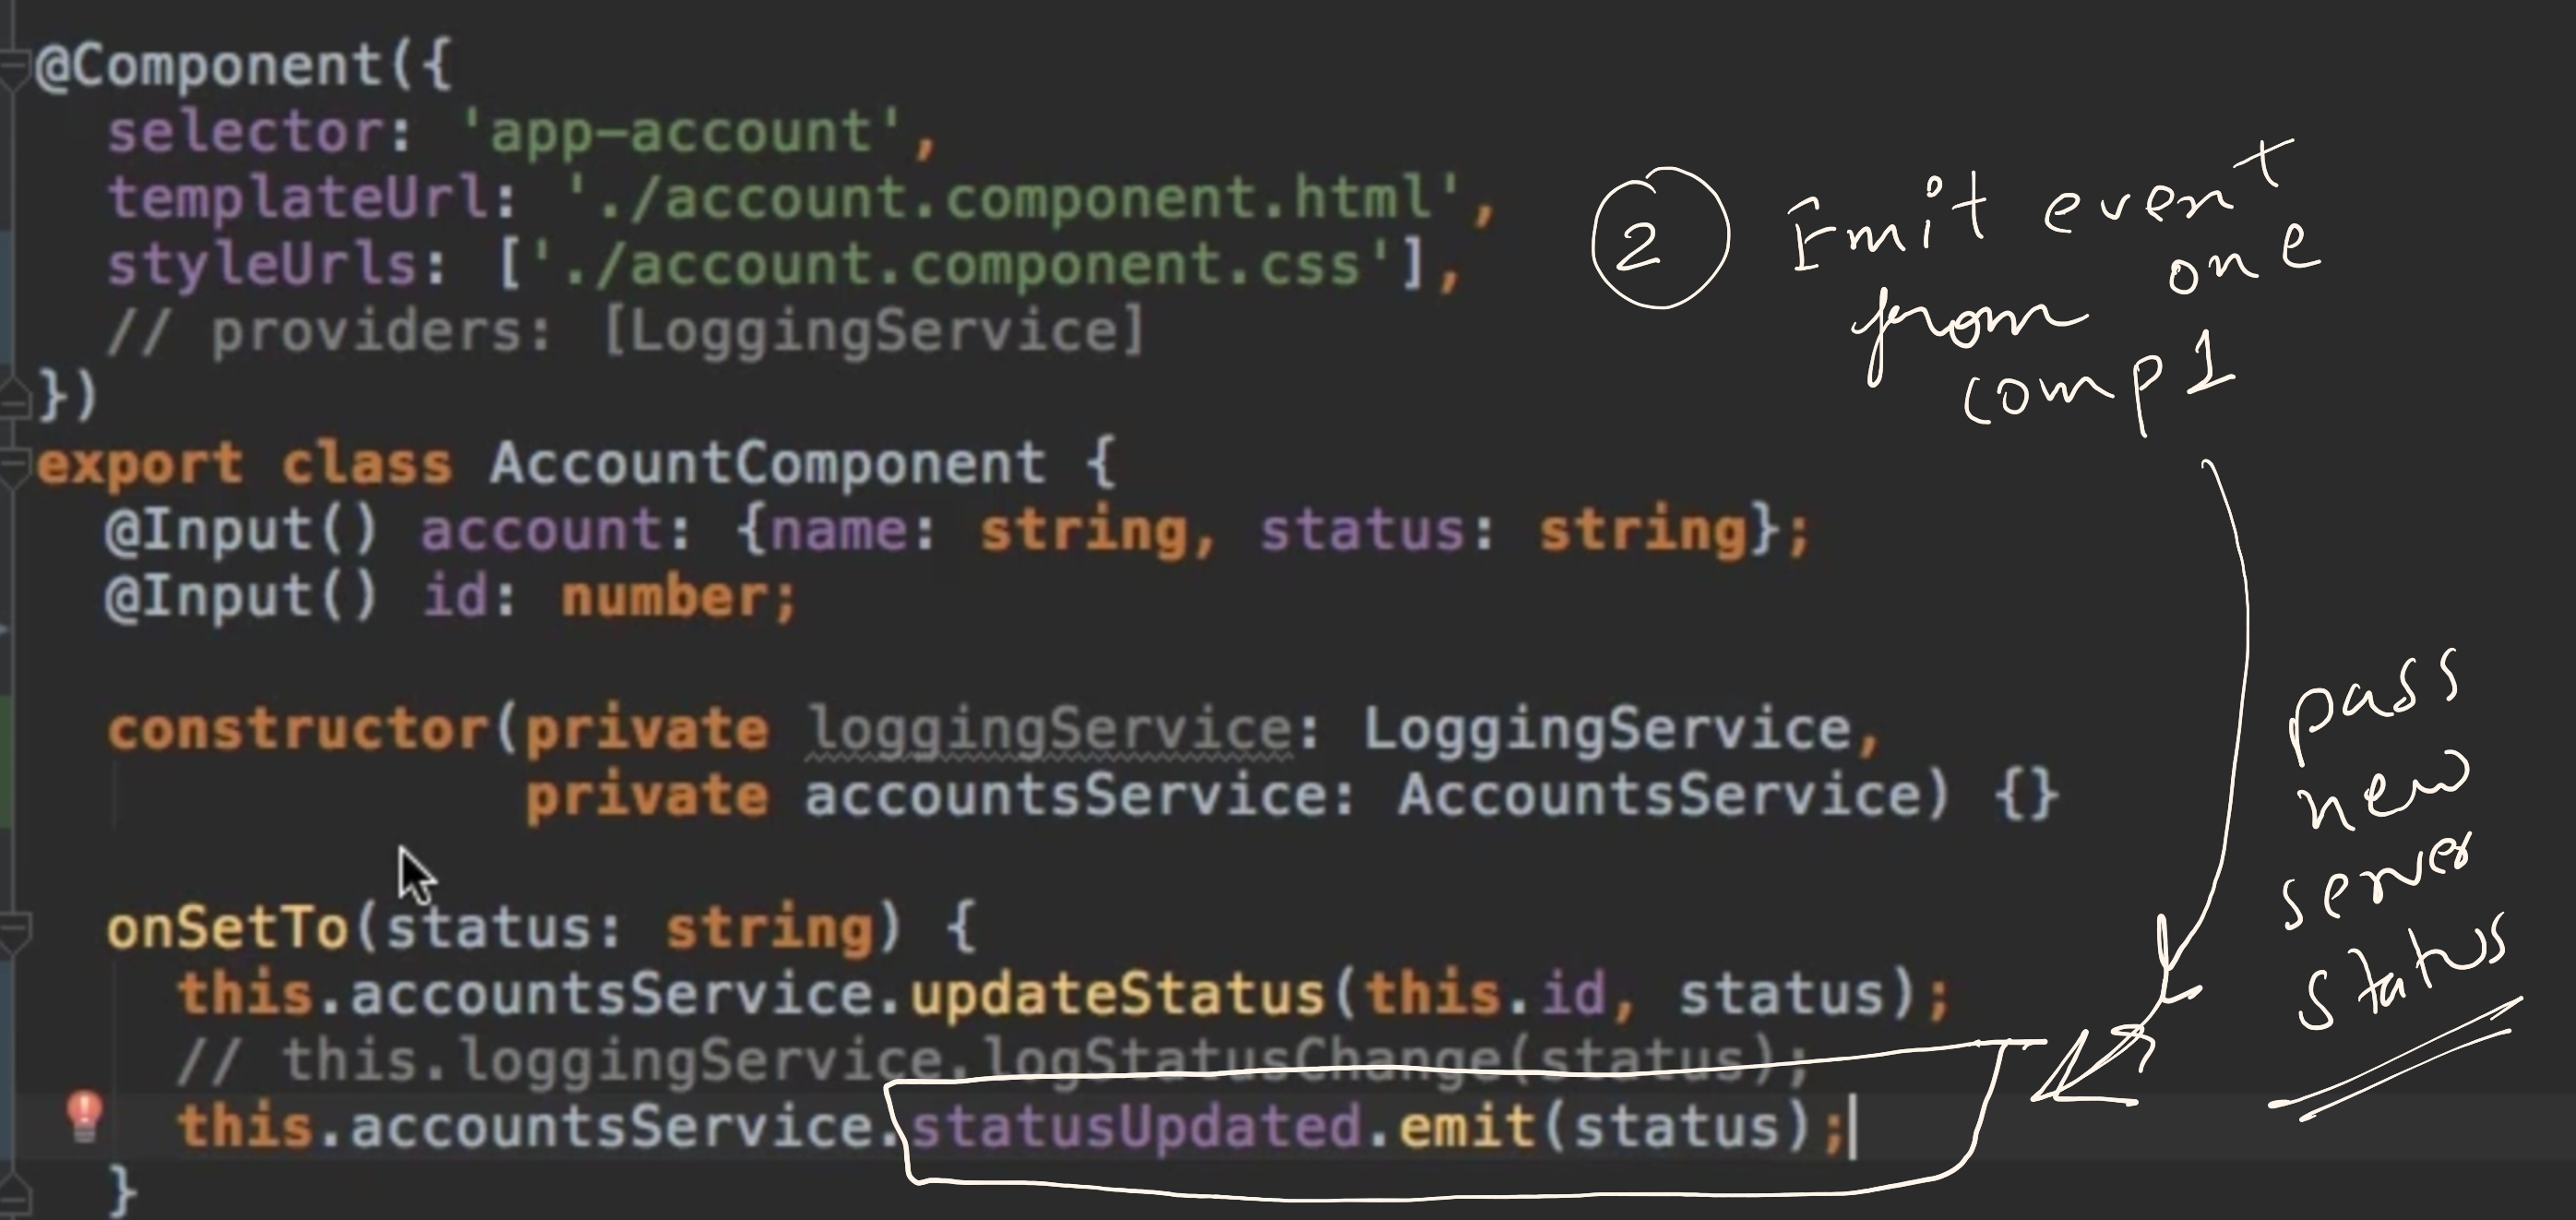 @Component({
selector: 'app-account',
templateUrl: './account.component.html',
styleUrls: ['./account.component.css'],
// providers: [LoggingService]
})
export class AccountComponent {
@Input() account: {name: string, status: string};
@Input() id: number;
constructor(private loggingService: LoggingService,
private accountsService: AccountsService) {}
onSetTo(status: string) {
this.accountsService.updateStatus(this.id, status);
// this.loggingService.logStatusChange(status);
this.accountsService.statusUpdated.emit(status);
}
2 Emit event
from one
comp1
pass
new
server
status